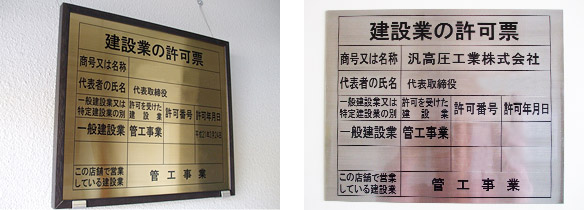 建設業の許可票
商号又は名称
代表者の氏名 代表取締役
一般建設業又は特定建設業の別 許可を受けた建設業 許可番号 許可年月日
一般建設業 管工事業
この店舗で営業している建設業 管工事業
建設業の許可票
商号又は名称 汎高圧工業株式会社
代表者の氏名 代表取締役
一般建設業又は特定建設業の別 許可を受けた建設業 許可番号 許可年月日
一般建設業 管工事業
この店舗で営業している建設業 管工事業